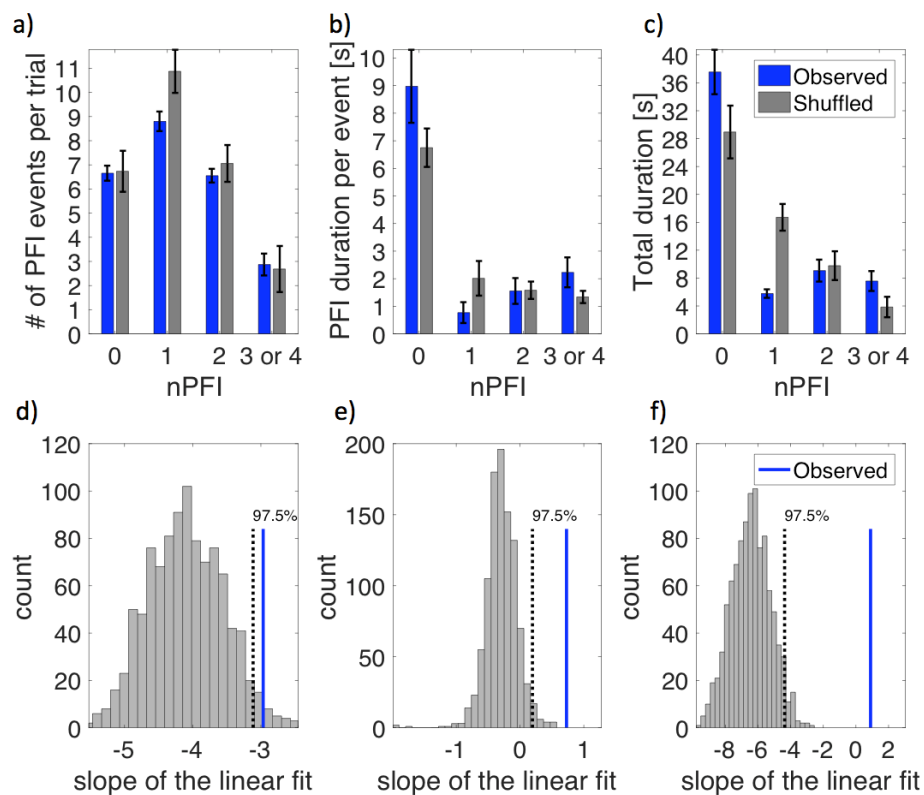 a)
# of PFI events per trial
11
10
9
8
7
6
5
4
3
2
1
0
0 1 2 3 or 4
nPFI
b)
PFI duration per event [s]
10
9
8
7
6
5
4
3
2
1
0
0 1 2 3 or 4
nPFI
c)
Total duration [s]
40
36
32
28
24
20
16
12
8
4
0
Observed
Shuffled
0 1 2 3 or 4
nPFI
d)
count
120
100
80
60
40
20
0
97.5%
-5 -4 -3
slope of the linear fit
e)
count
200
150
100
50
0
97.5%
-1 0 1
slope of the linear fit
f)
count
120
100
80
60
40
20
0
Observed
97.5%
-8 -6 -4 -2 0 2
slope of the linear fit